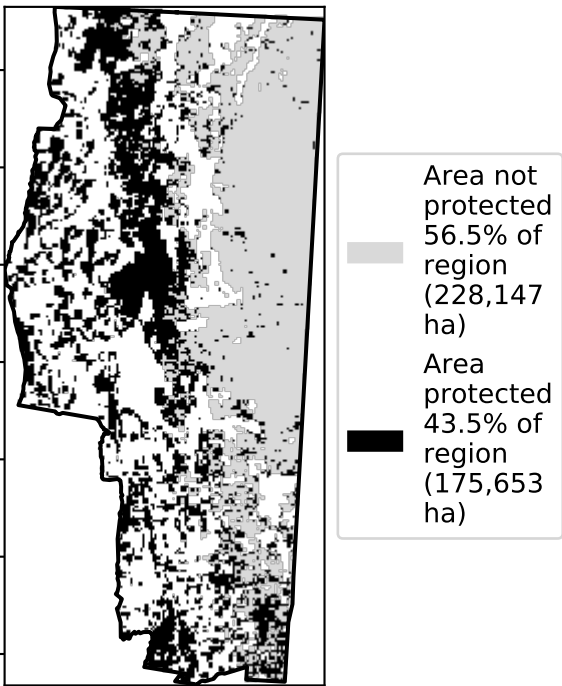 Area not
protected
56.5% of
region
(228,147
ha)
Area
protected
43.5% of
region
(175,653
ha)